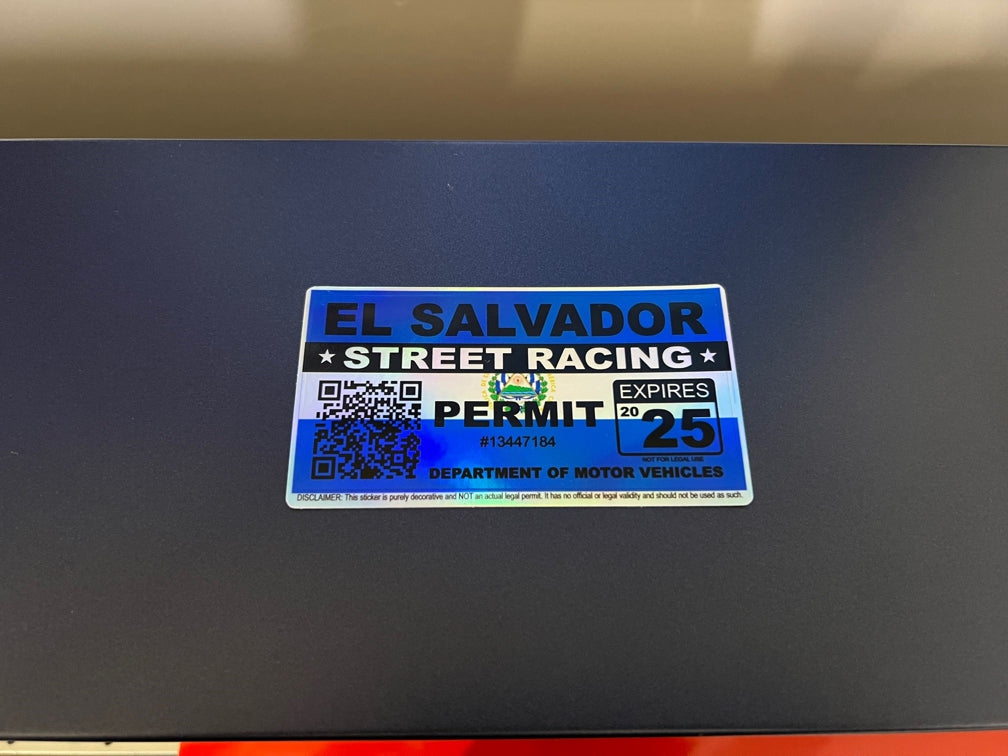 EL SALVADOR
★ STREET RACING ★
PERMIT
#13447184
EXPIRES
20 25
NOT FOR LEGAL USE
DEPARTMENT OF MOTOR VEHICLES
DISCLAIMER: This sticker is purely decorative and NOT an actual legal permit. It has no official or legal validity and should not be used as such.